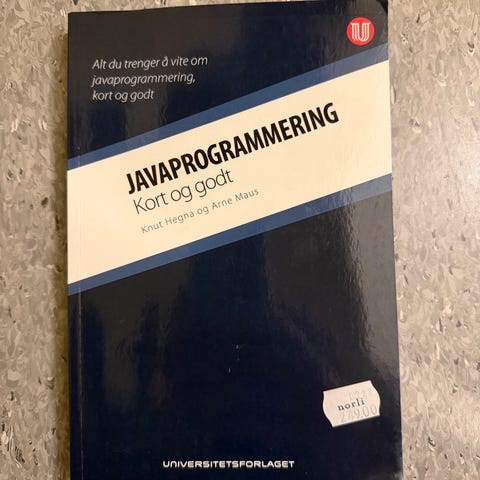 Alt du trenger å vite om
javaprogrammering,
kort og godt
JAVAPROGRAMMERING
Kort og godt
Knut Hegna og Arne Maus
norli
249.00
UNIVERSITETSFORLAGET